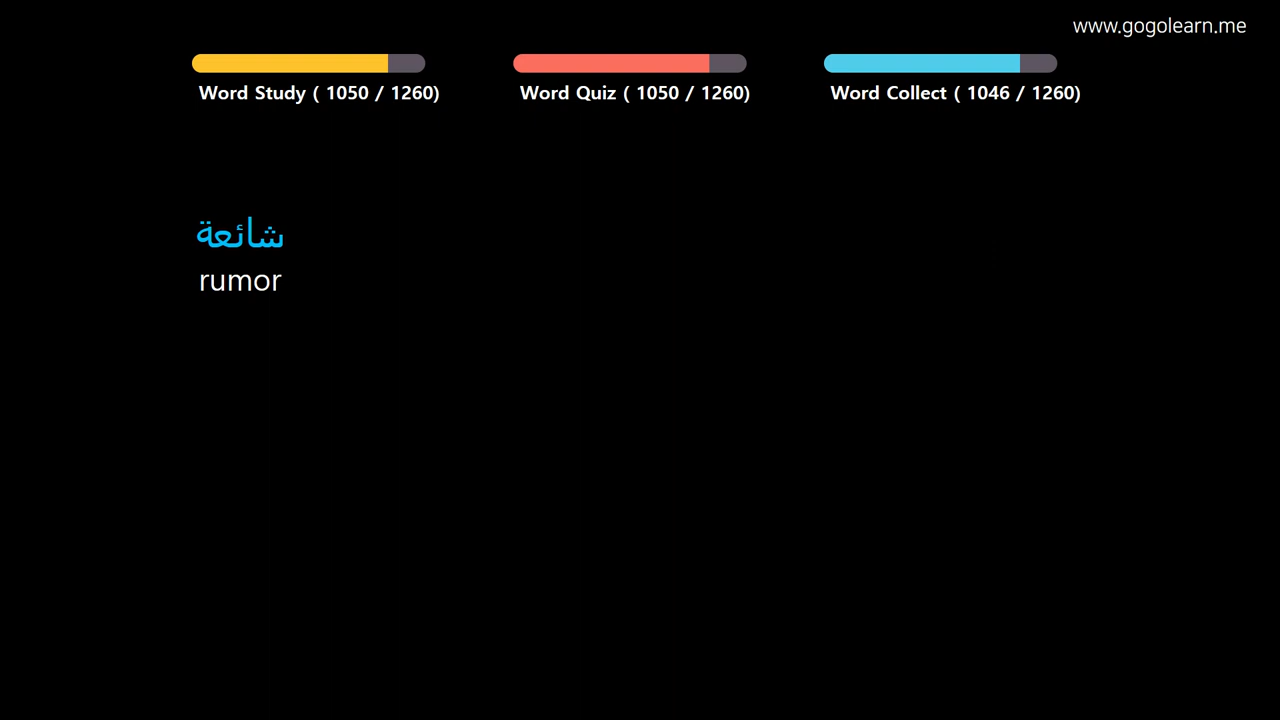 www.gogolearn.me
Word Study ( 1050 / 1260)
Word Quiz ( 1050 / 1260)
Word Collect ( 1046 / 1260)
شائعة
rumor